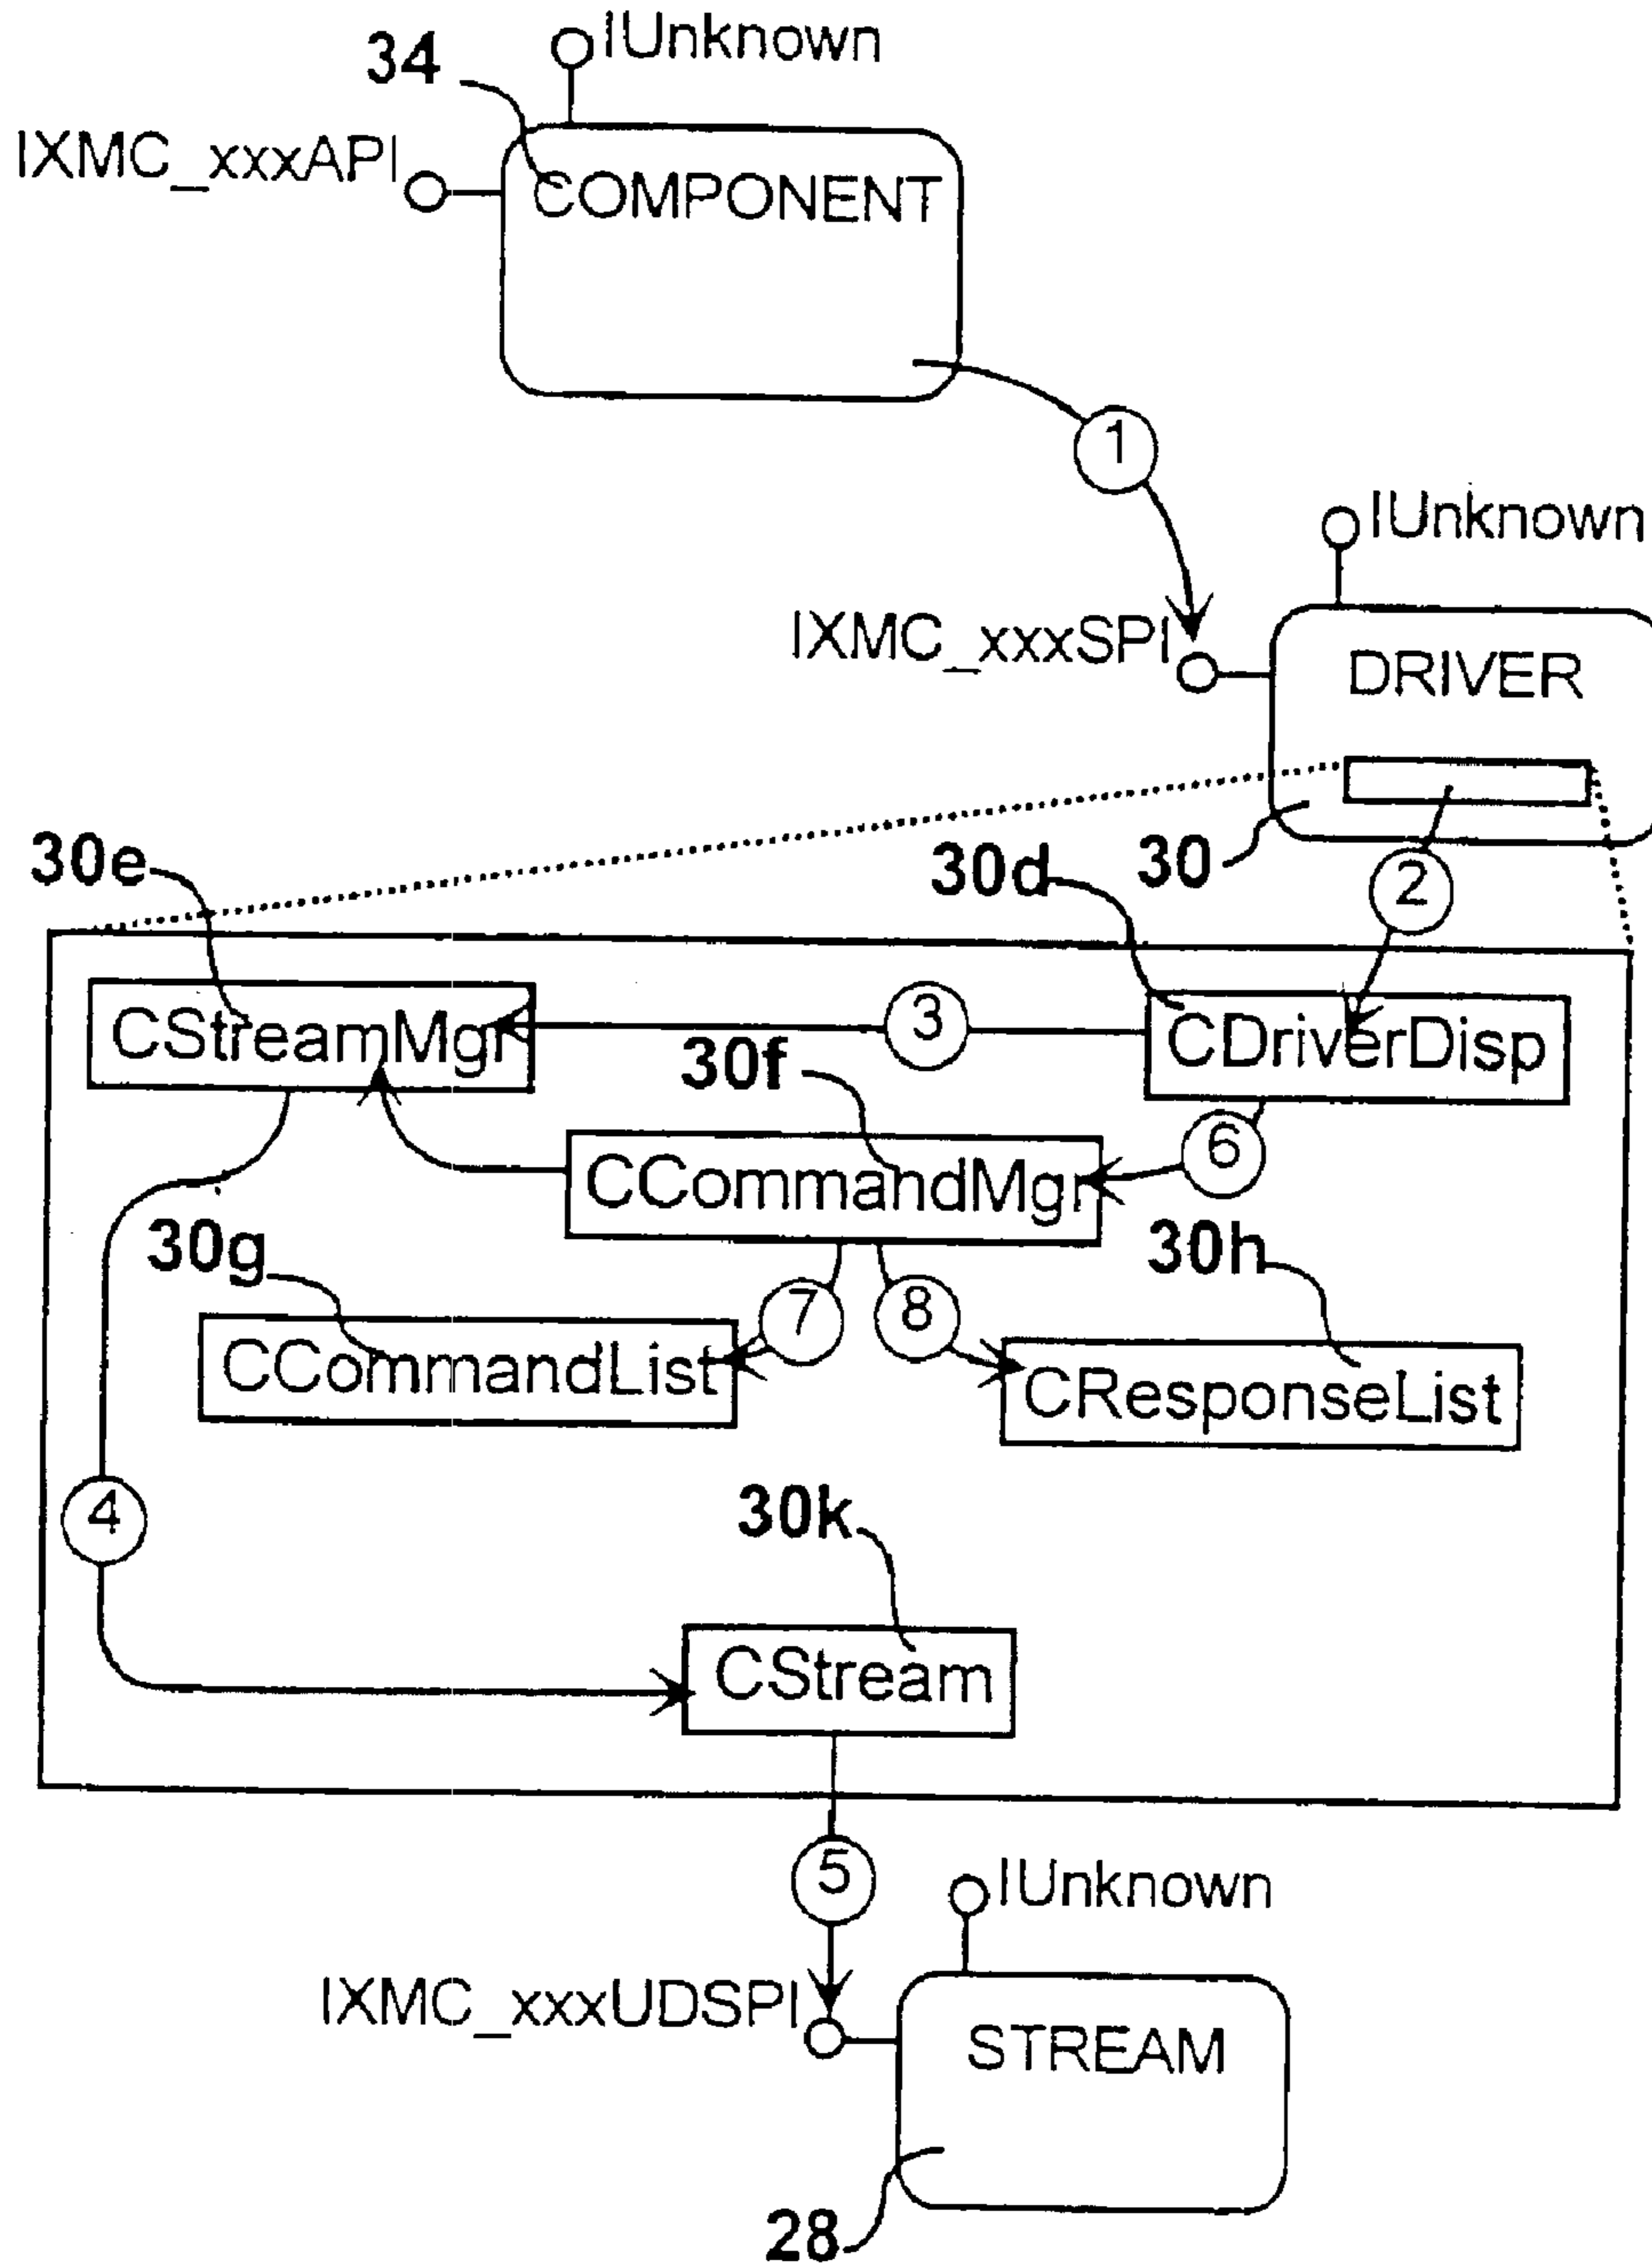 IUnknown
34
IXMC_xxxAPI
COMPONENT
1
IUnknown
IXMC_xxxSPI
DRIVER
30e
30d
30
2
CStreamMgr
3
CDriverDisp
30f
6
CCommandMgr
30g
7
8
30h
CCommandList
CResponseList
4
30k
CStream
5
IUnknown
IXMC_xxxUDSPI
STREAM
28